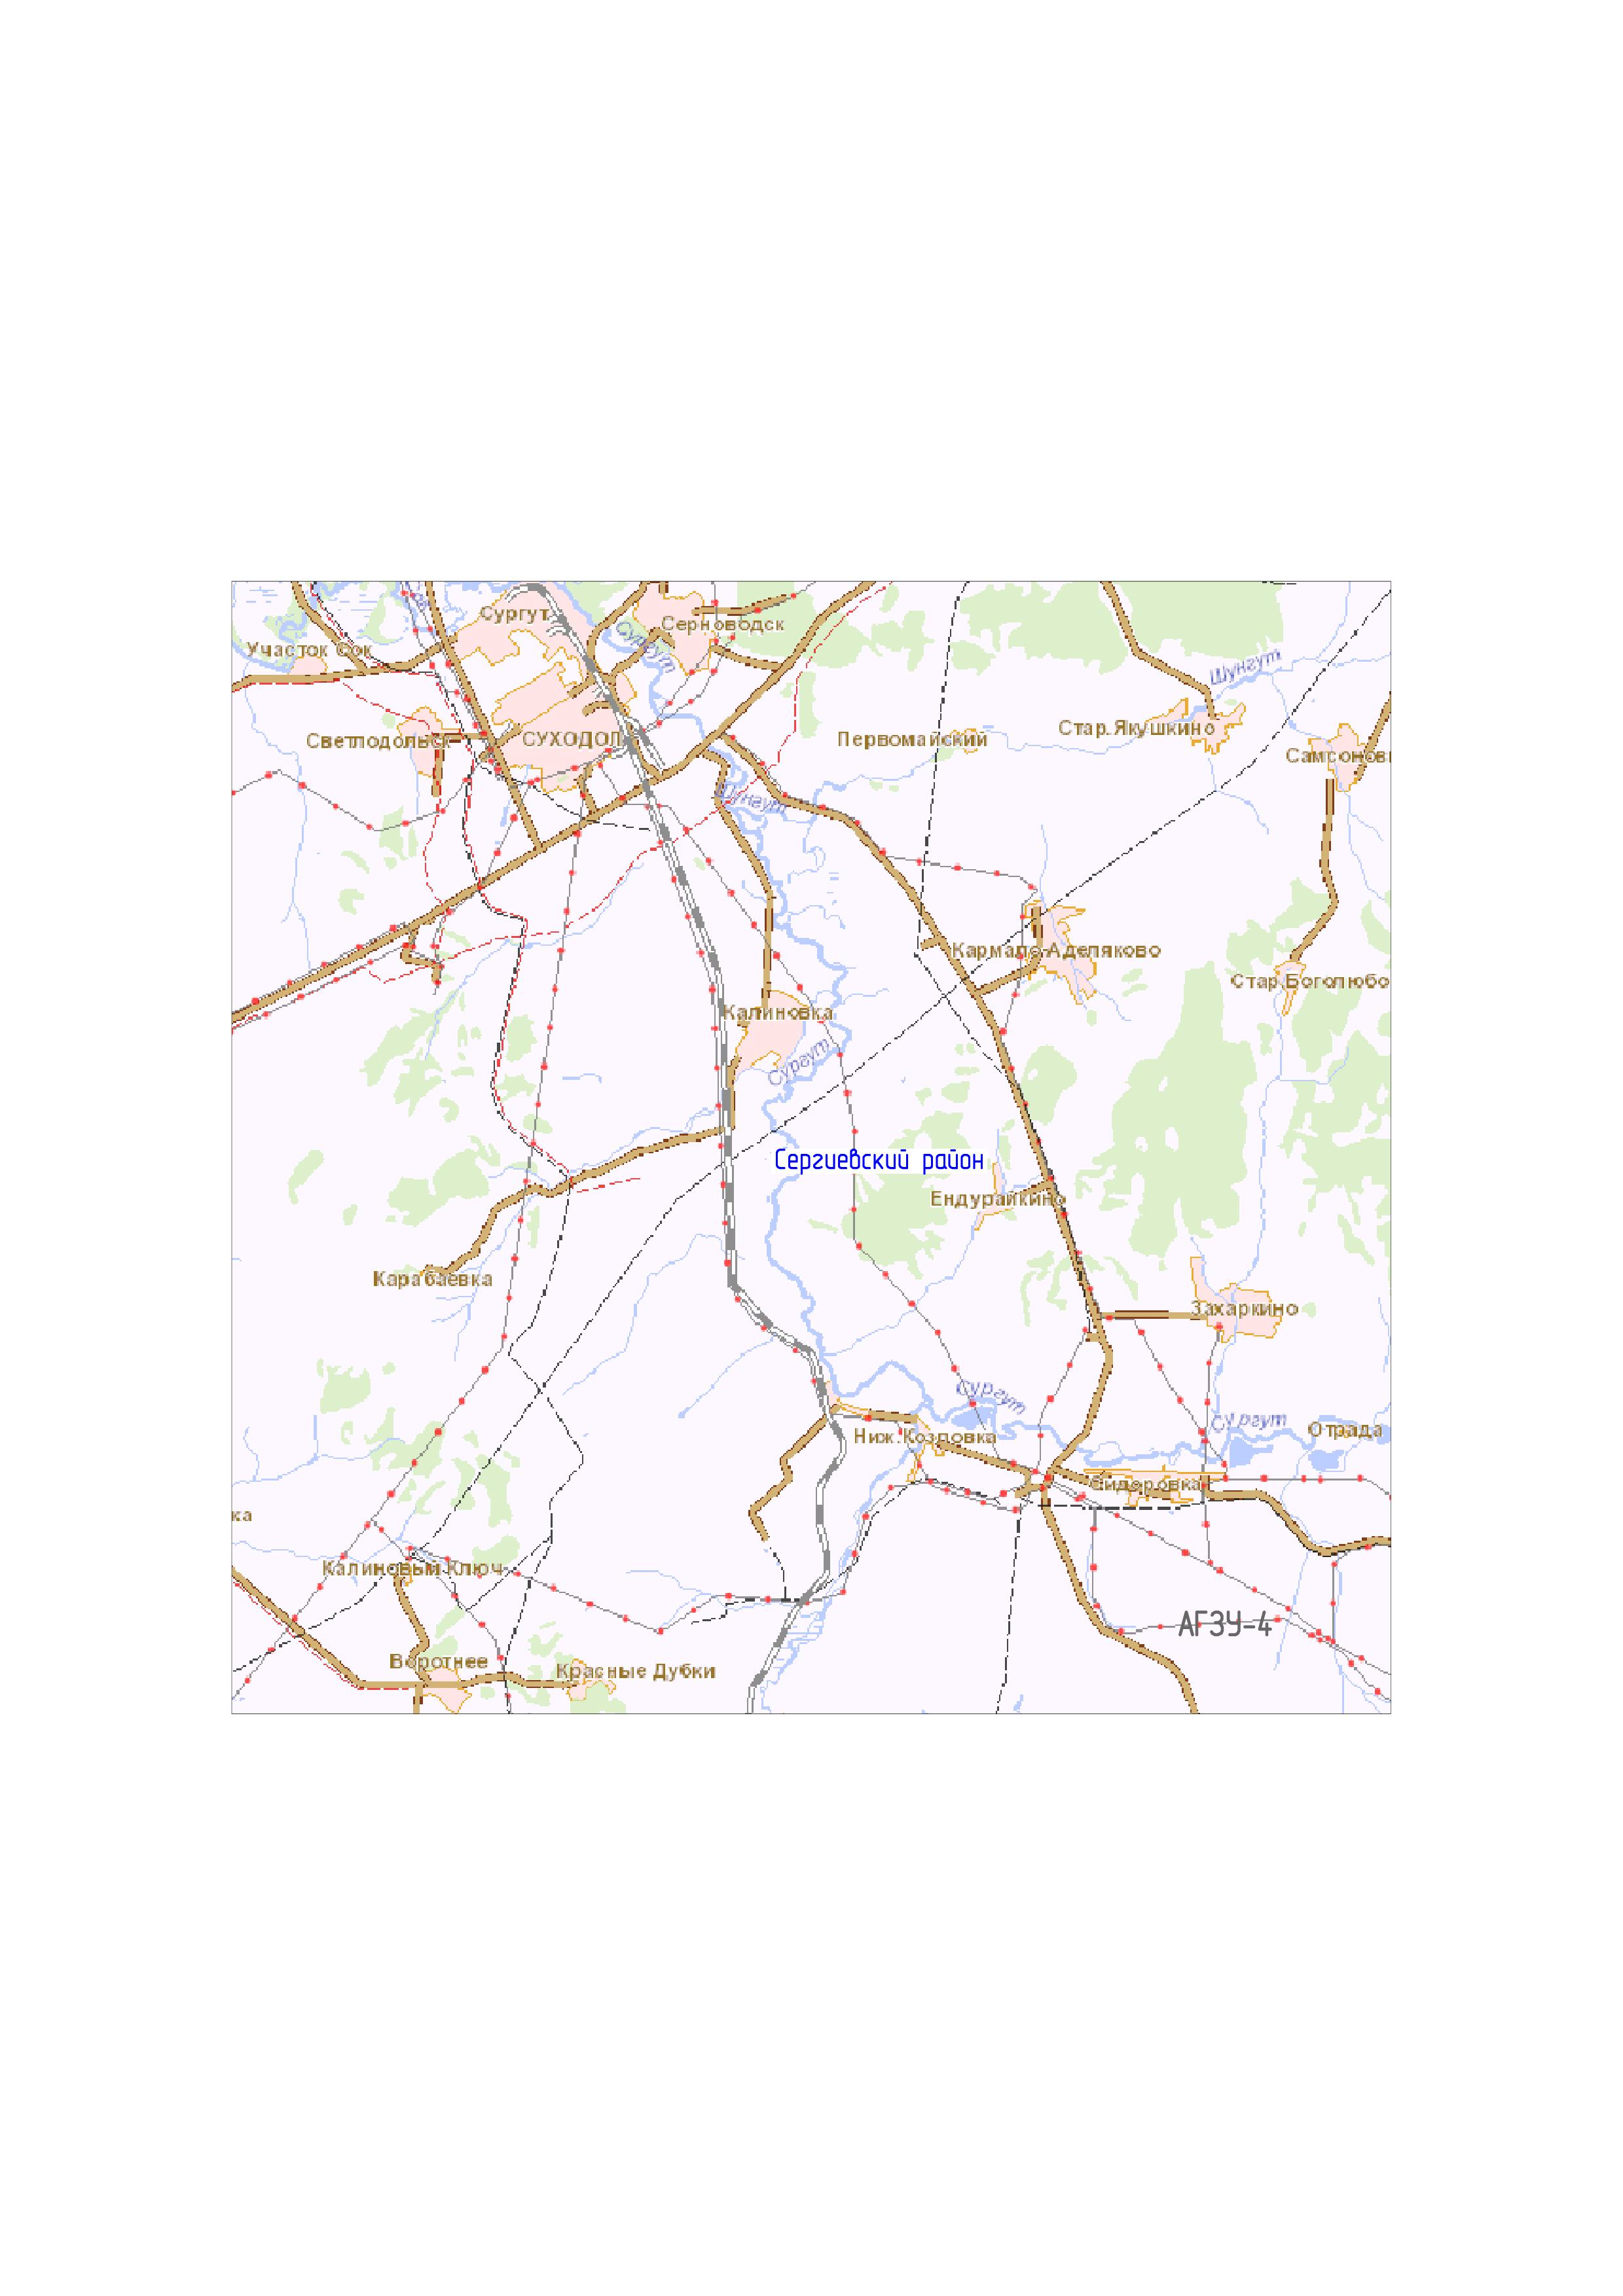 Сургут
Серноводск
Участок Сок
Сургут
Шунгут
Стар.Якушкино
Светлодольск
СУХОДОЛ
Первомайский
Самсоновк
Шунгут
Кармало-Аделяково
Стар.Боголюбо
Калиновка
Сургут
Сергиевский район
Ендурайкино
Карабаевка
Захаркино
Сургут
Сургут
Отрада
Ниж.Козловка
Сидоровка
ка
Калиновый Ключ
АГЗУ-4
Воротнее
Красные Дубки